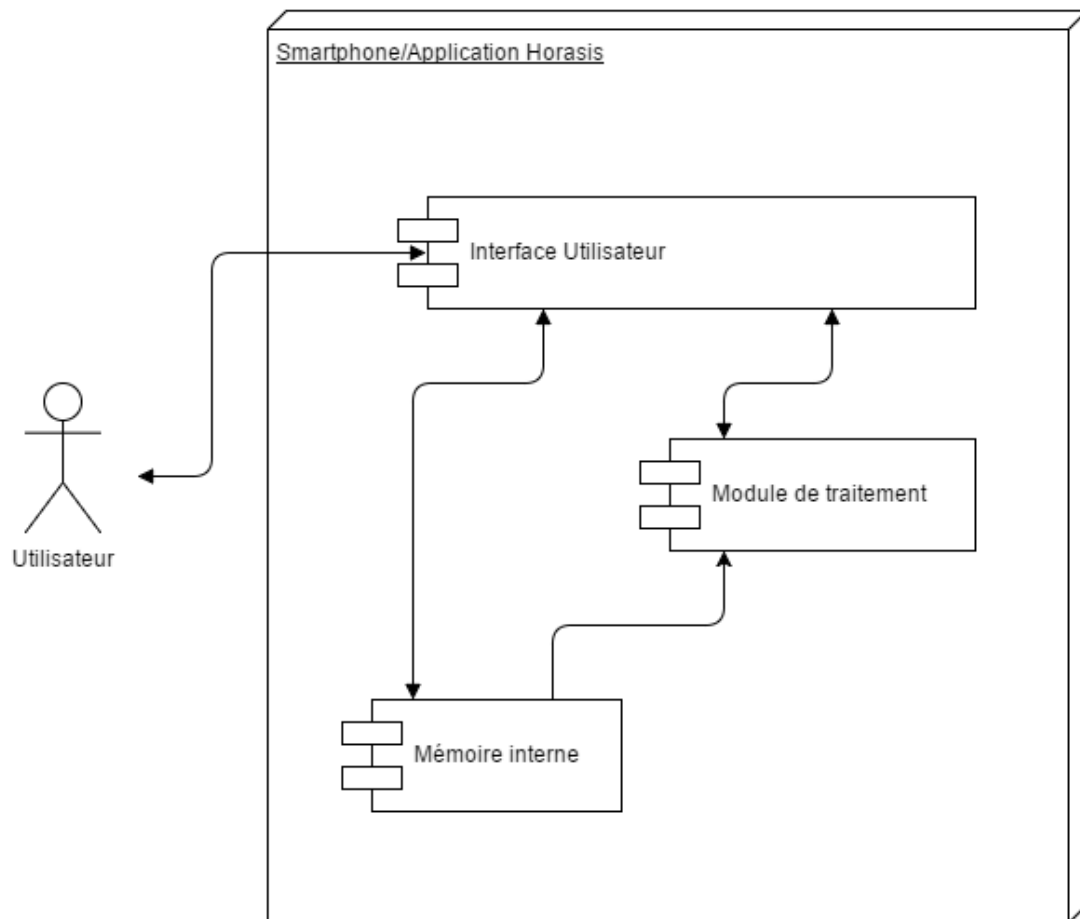 Smartphone/Application Horasis
Interface Utilisateur
Module de traitement
Utilisateur
Mémoire interne